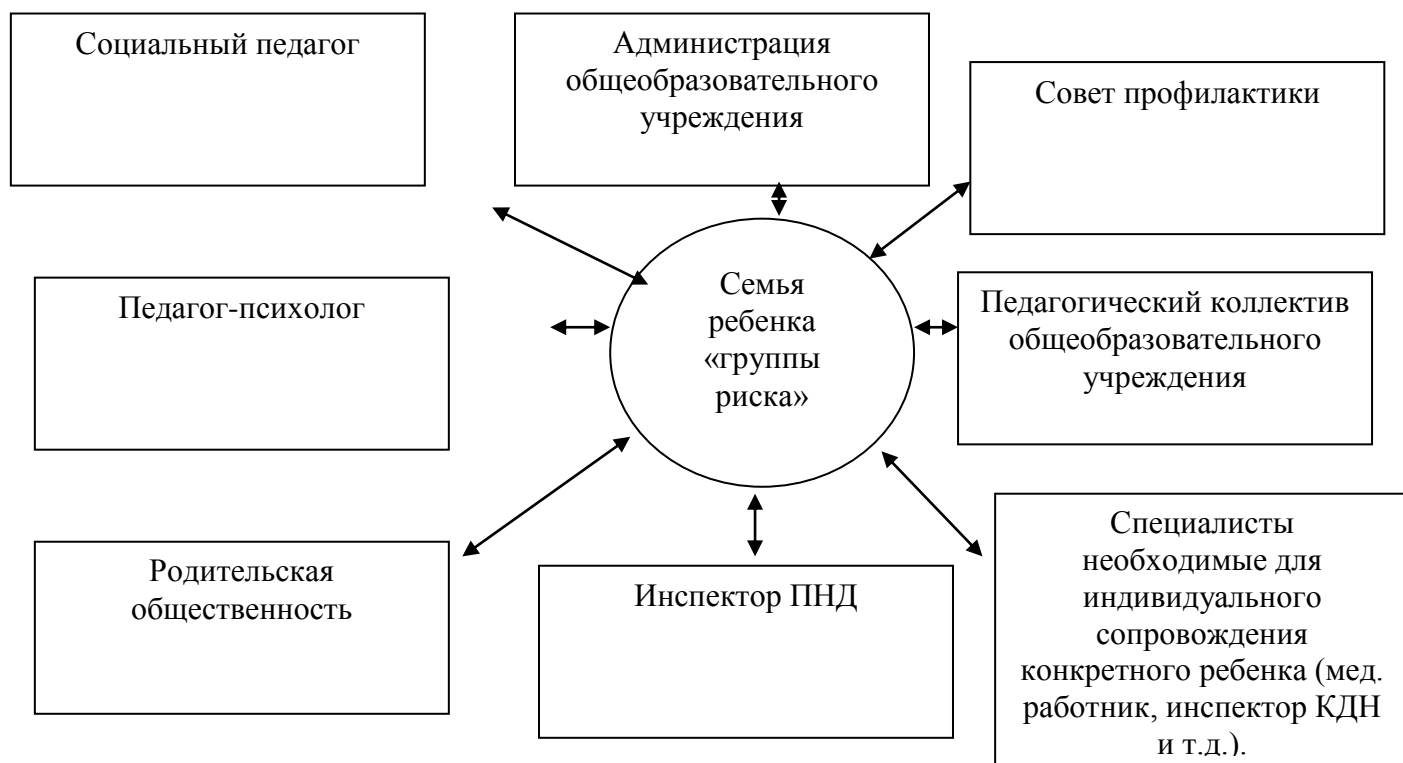 Социальный педагог
Администрация
общеобразовательного
учреждения
Совет профилактики
Педагог-психолог
Семья
ребенка
«группы
риска»
Педагогический коллектив
общеобразовательного
учреждения
Родительская
общественность
Инспектор ПНД
Специалисты
необходимые для
индивидуального
сопровождения
конкретного ребенка (мед.
работник, инспектор КДН
и т.д.).